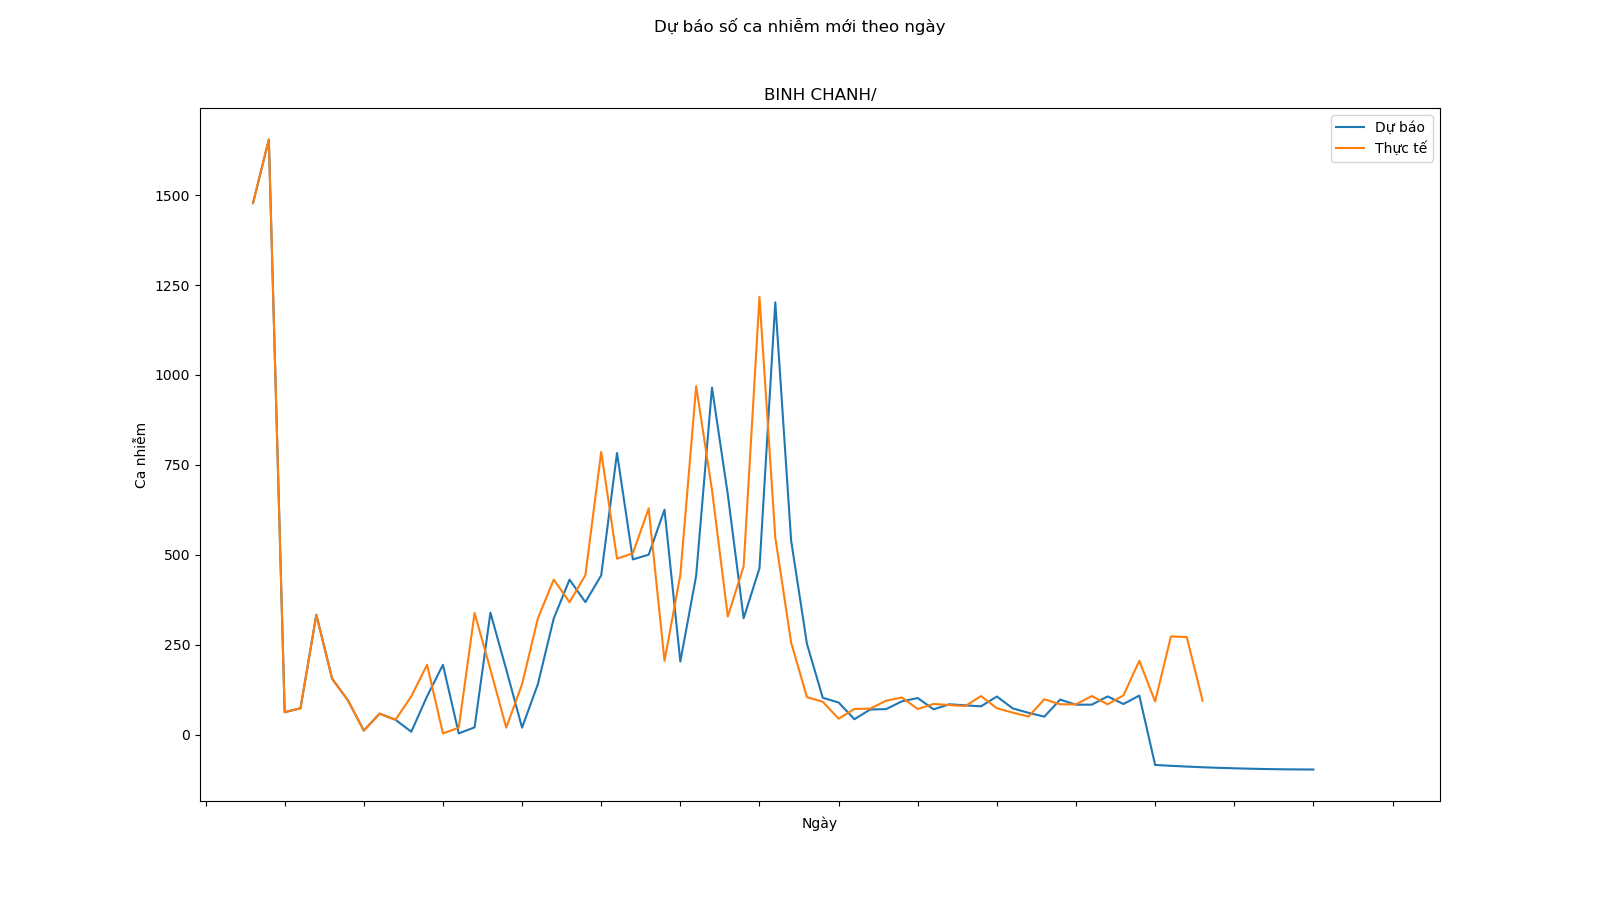 Dự báo số ca nhiễm mới theo ngày
BINH CHANH/
Dự báo
Thực tế
1500
1250
1000
750
500
250
0
Ca nhiễm
Ngày